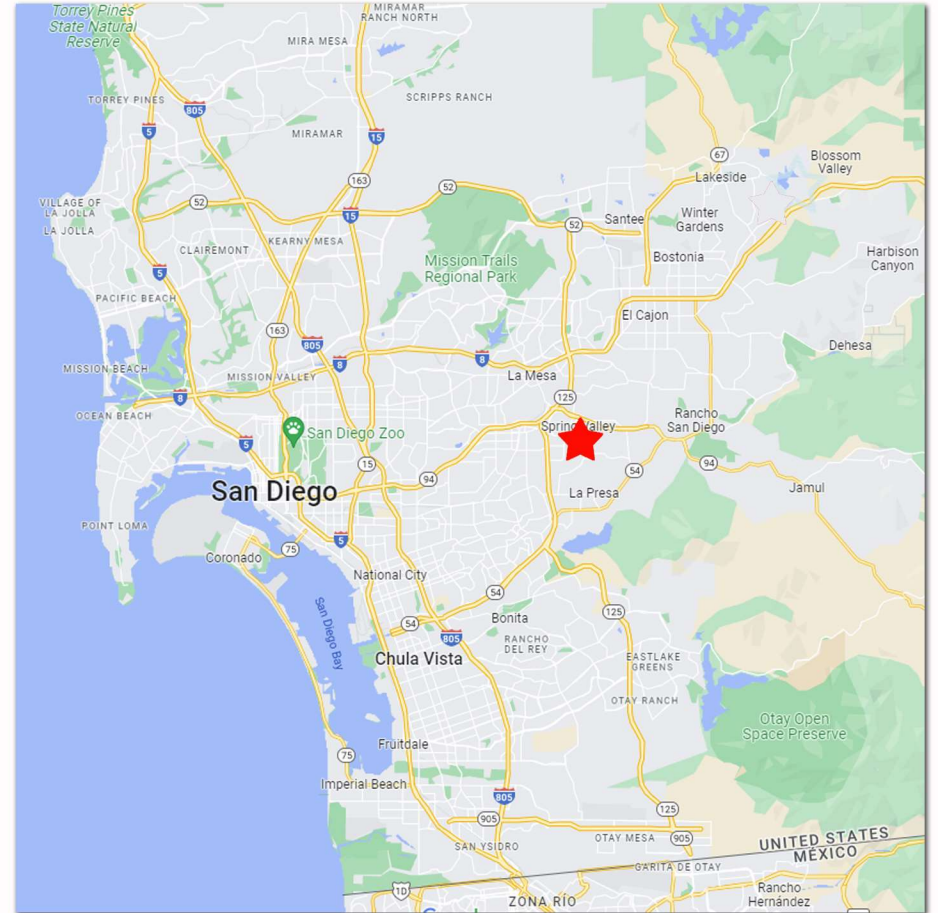 Torrey Pines
State Natural
Reserve
MIRAMAR
RANCH NORTH
MIRA MESA
SCRIPPS RANCH
TORREY PINES
805
5
MIRAMAR
15
67
Blossom
Valley
163
52
Lakeside
VILLAGE OF
LA JOLLA
52
15
Santee
Winter
Gardens
LA JOLLA
52
CLAIREMONT
KEARNY MESA
Harbison
Canyon
Mission Trails
Regional Park
Bostonia
5
PACIFIC BEACH
163
El Cajon
805
Dehesa
8
8
MISSION BEACH
MISSION VALLEY
La Mesa
8
125
OCEAN BEACH
Rancho
San Diego
Spring Valley
San Diego Zoo
5
15
94
54
94
San Diego
La Presa
Jamul
POINT LOMA
5
75
Coronado
National City
54
San Diego Bay
125
Bonita
54
805
RANCHO
DEL REY
Chula Vista
EASTLAKE
GREENS
OTAY RANCH
Otay Open
Space Preserve
Fruitdale
75
Imperial Beach
805
125
905
OTAY MESA
905
SAN YSIDRO
UNITED STATES
MÉXICO
GARITA DE OTAY
1D
Rancho
Hernández
ZONA RÍO